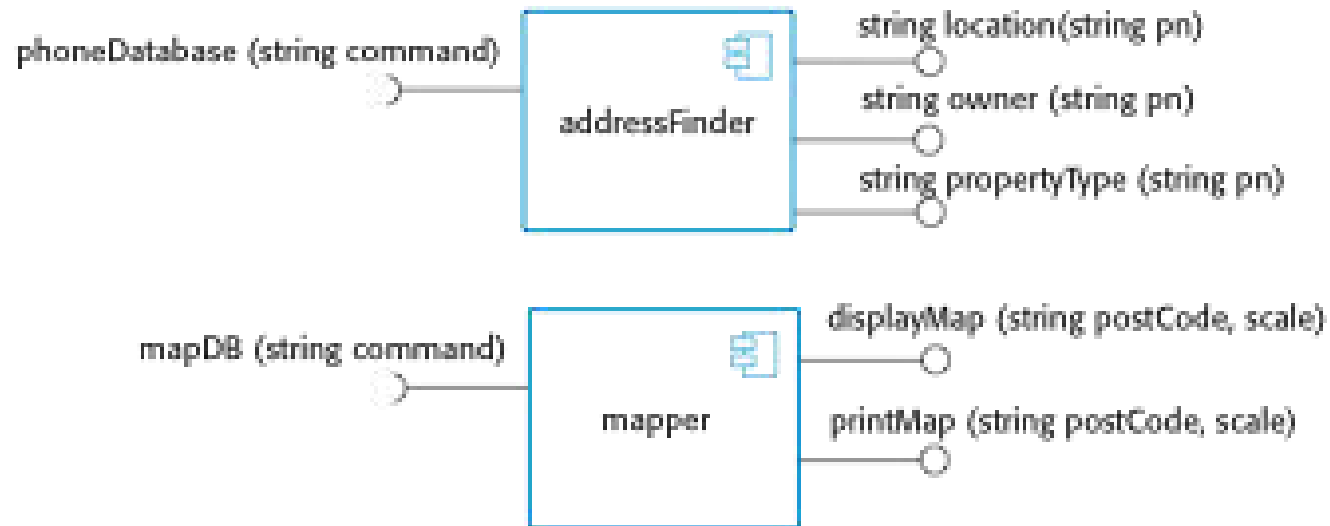 string location(string pn)
phoneDatabase (string command)
string owner (string pn)
addressFinder
string propertyType (string pn)
displayMap (string postCode, scale)
mapDB (string command)
mapper
printMap (string postCode, scale)